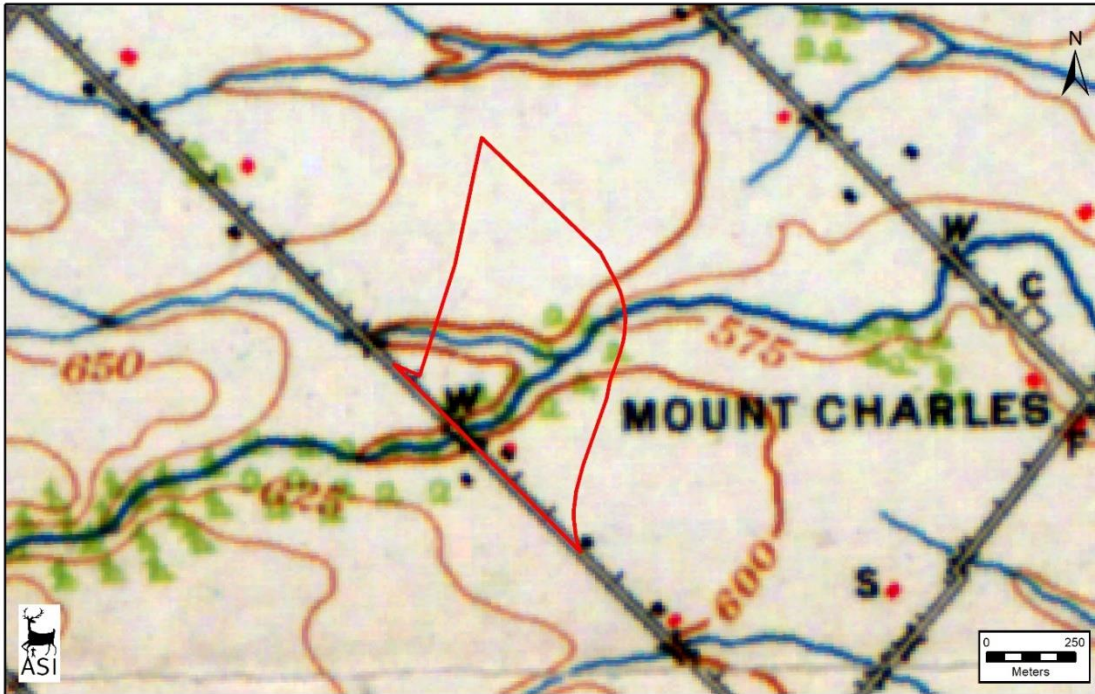 N
W
C
575
650
W
MOUNT CHARLES
F
625
600
S
ASI
0 250
Meters